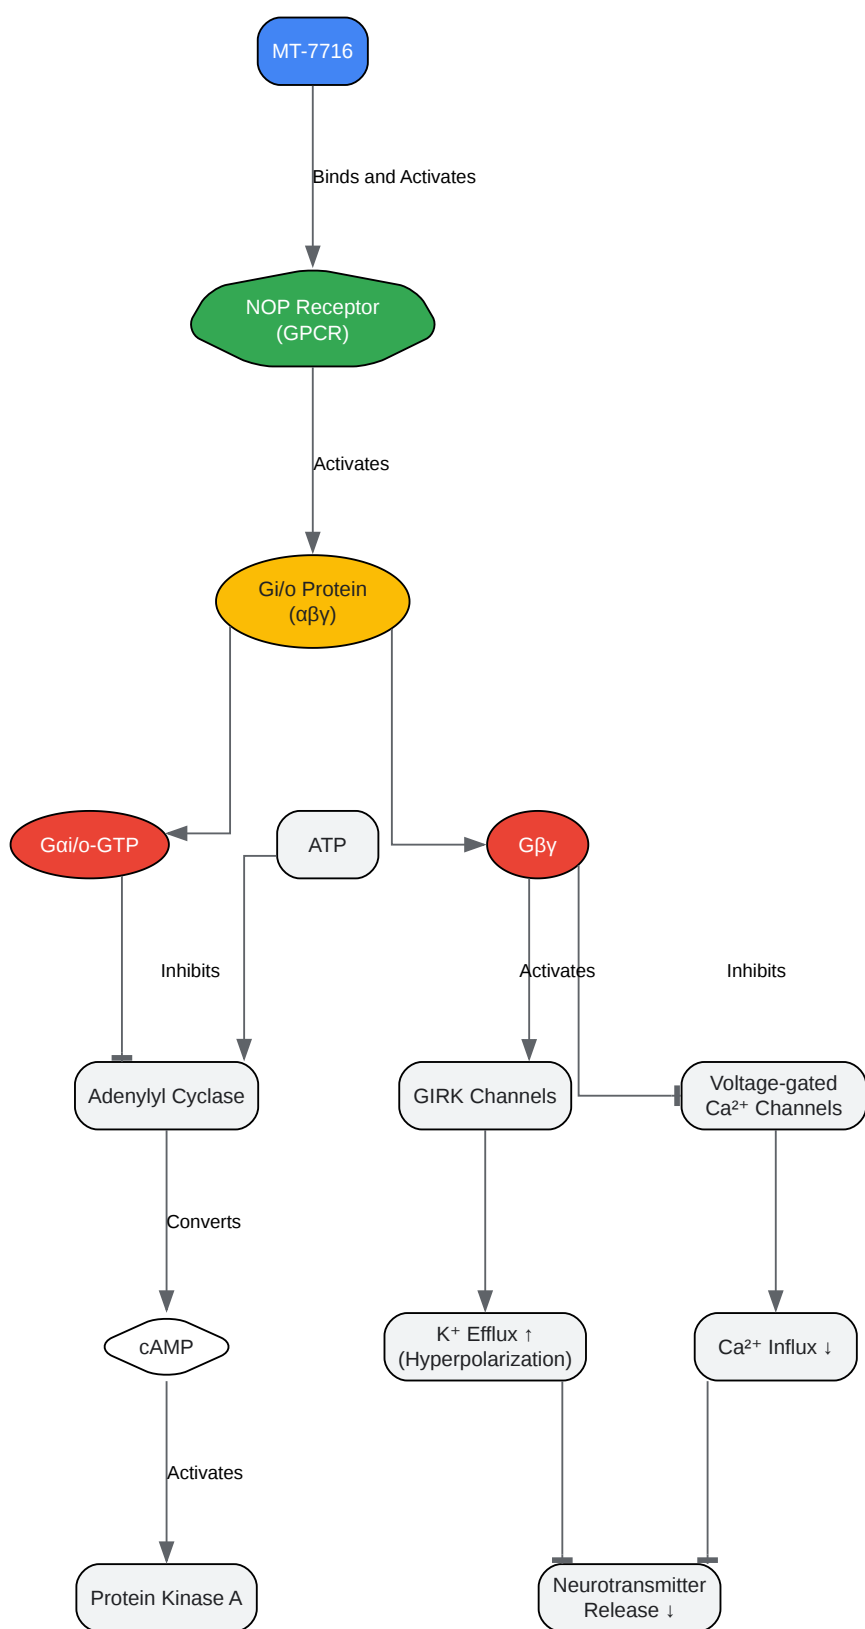 MT-7716
Binds and Activates
NOP Receptor
(GPCR)
Activates
Gi/o Protein
(αβγ)
Gαi/o-GTP
ATP
Gβγ
Inhibits
Activates
Inhibits
Adenylyl Cyclase
GIRK Channels
Voltage-gated
Ca²⁺ Channels
Converts
cAMP
K⁺ Efflux ↑
(Hyperpolarization)
Ca²⁺ Influx ↓
Activates
Protein Kinase A
Neurotransmitter
Release ↓